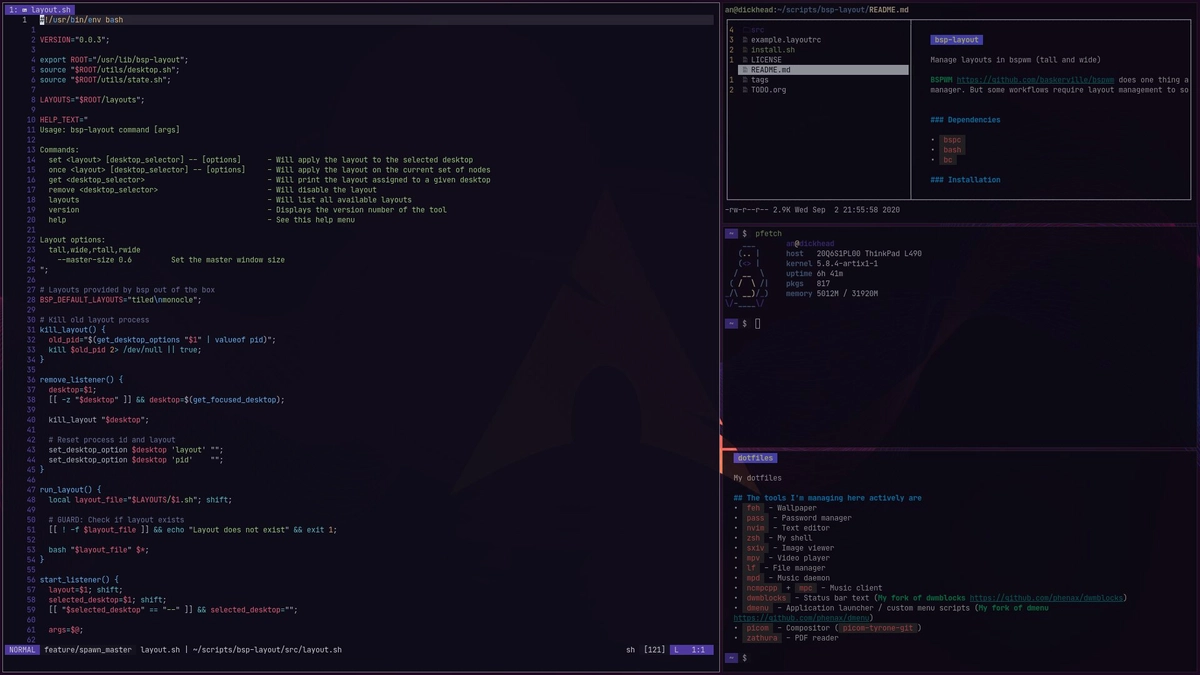 1: layout.sh
1 #!/usr/bin/env bash
1
2 VERSION="0.0.3";
3
4 export ROOT="/usr/lib/bsp-layout";
5 source "$ROOT/utils/desktop.sh";
6 source "$ROOT/utils/state.sh";
7
8 LAYOUTS="$ROOT/layouts";
9
10 HELP_TEXT="
11 Usage: bsp-layout command [args]
12
13 Commands:
14 set <layout> [desktop_selector] -- [options] - Will apply the layout to the selected desktop
15 once <layout> [desktop_selector] -- [options] - Will apply the layout on the current set of nodes
16 get <desktop_selector> - Will print the layout assigned to a given desktop
17 remove <desktop_selector> - Will disable the layout
18 layouts - Will list all available layouts
19 version - Displays the version number of the tool
20 help - See this help menu
21
22 Layout options:
23 tall,wide,rtall,rwide
24 --master-size 0.6 Set the master window size
25 ";
26
27 # Layouts provided by bsp out of the box
28 BSP_DEFAULT_LAYOUTS="tiled\nmonocle";
29
30 # Kill old layout process
31 kill_layout() {
32 old_pid="$(get_desktop_options "$1" | valueof pid)";
33 kill $old_pid 2> /dev/null || true;
34 }
35
36 remove_listener() {
37 desktop=$1;
38 [[ -z "$desktop" ]] && desktop=$(get_focused_desktop);
39
40 kill_layout "$desktop";
41
42 # Reset process id and layout
43 set_desktop_option $desktop 'layout' "";
44 set_desktop_option $desktop 'pid' "";
45 }
46
47 run_layout() {
48 local layout_file="$LAYOUTS/$1.sh"; shift;
49
50 # GUARD: Check if layout exists
51 [[ ! -f $layout_file ]] && echo "Layout does not exist" && exit 1;
52
53 bash "$layout_file" $*;
54 }
55
56 start_listener() {
57 layout=$1; shift;
58 selected_desktop=$1; shift;
59 [[ "$selected_desktop" == "--" ]] && selected_desktop="";
60
61 args=$@;
62
NORMAL feature/spawn_master layout.sh | ~/scripts/bsp-layout/src/layout.sh sh [121] L 1:1
an@dickhead:~/scripts/bsp-layout/README.md
4 src
3 example.layoutrc
2 install.sh
1 LICENSE
README.md
1 tags
2 TODO.org
bsp-layout
Manage layouts in bspwm (tall and wide)
BSPWM https://github.com/baskerville/bspwm does one thing a
manager. But some workflows require layout management to so
### Dependencies
• bspc
• bash
• bc
### Installation
-rw-r--r-- 2.9K Wed Sep 2 21:55:58 2020
~ $ pfetch
an@dickhead
host 20Q6S1PL00 ThinkPad L490
kernel 5.8.4-artix1-1
uptime 6h 41m
pkgs 817
memory 5012M / 31920M
~ $
dotfiles
My dotfiles
## The tools I'm managing here actively are
• feh - Wallpaper
• pass - Password manager
• nvim - Text editor
• zsh - My shell
• sxiv - Image viewer
• mpv - Video player
• lf - File manager
• mpd - Music daemon
• ncmpcpp + mpc - Music client
• dwmblocks - Status bar text (My fork of dwmblocks https://github.com/phenax/dwmblocks)
• dmenu - Application launcher / custom menu scripts (My fork of dmenu
https://github.com/phenax/dmenu)
• picom - Compositor ( picom-tyrone-git )
• zathura - PDF reader
~ $